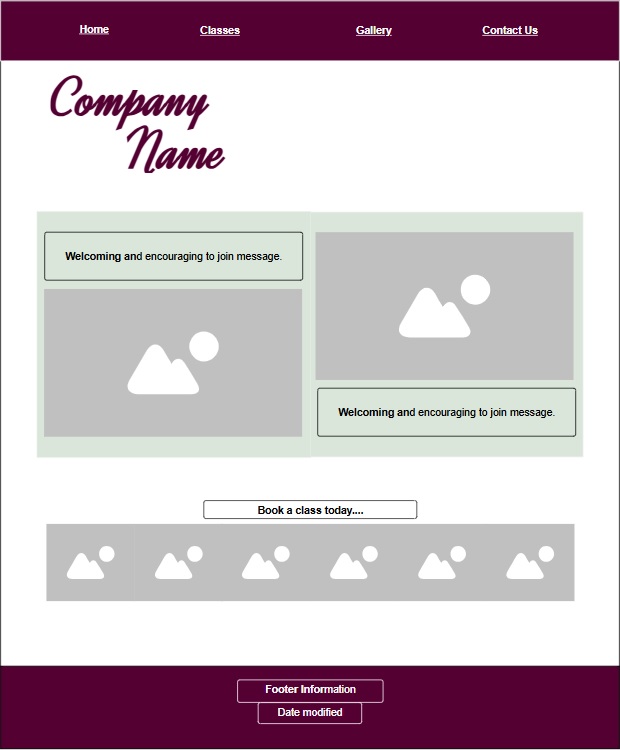 Home Classes Gallery Contact Us
Company
Name
Welcoming and encouraging to join message.
Welcoming and encouraging to join message.
Book a class today....
Footer Information
Date modified